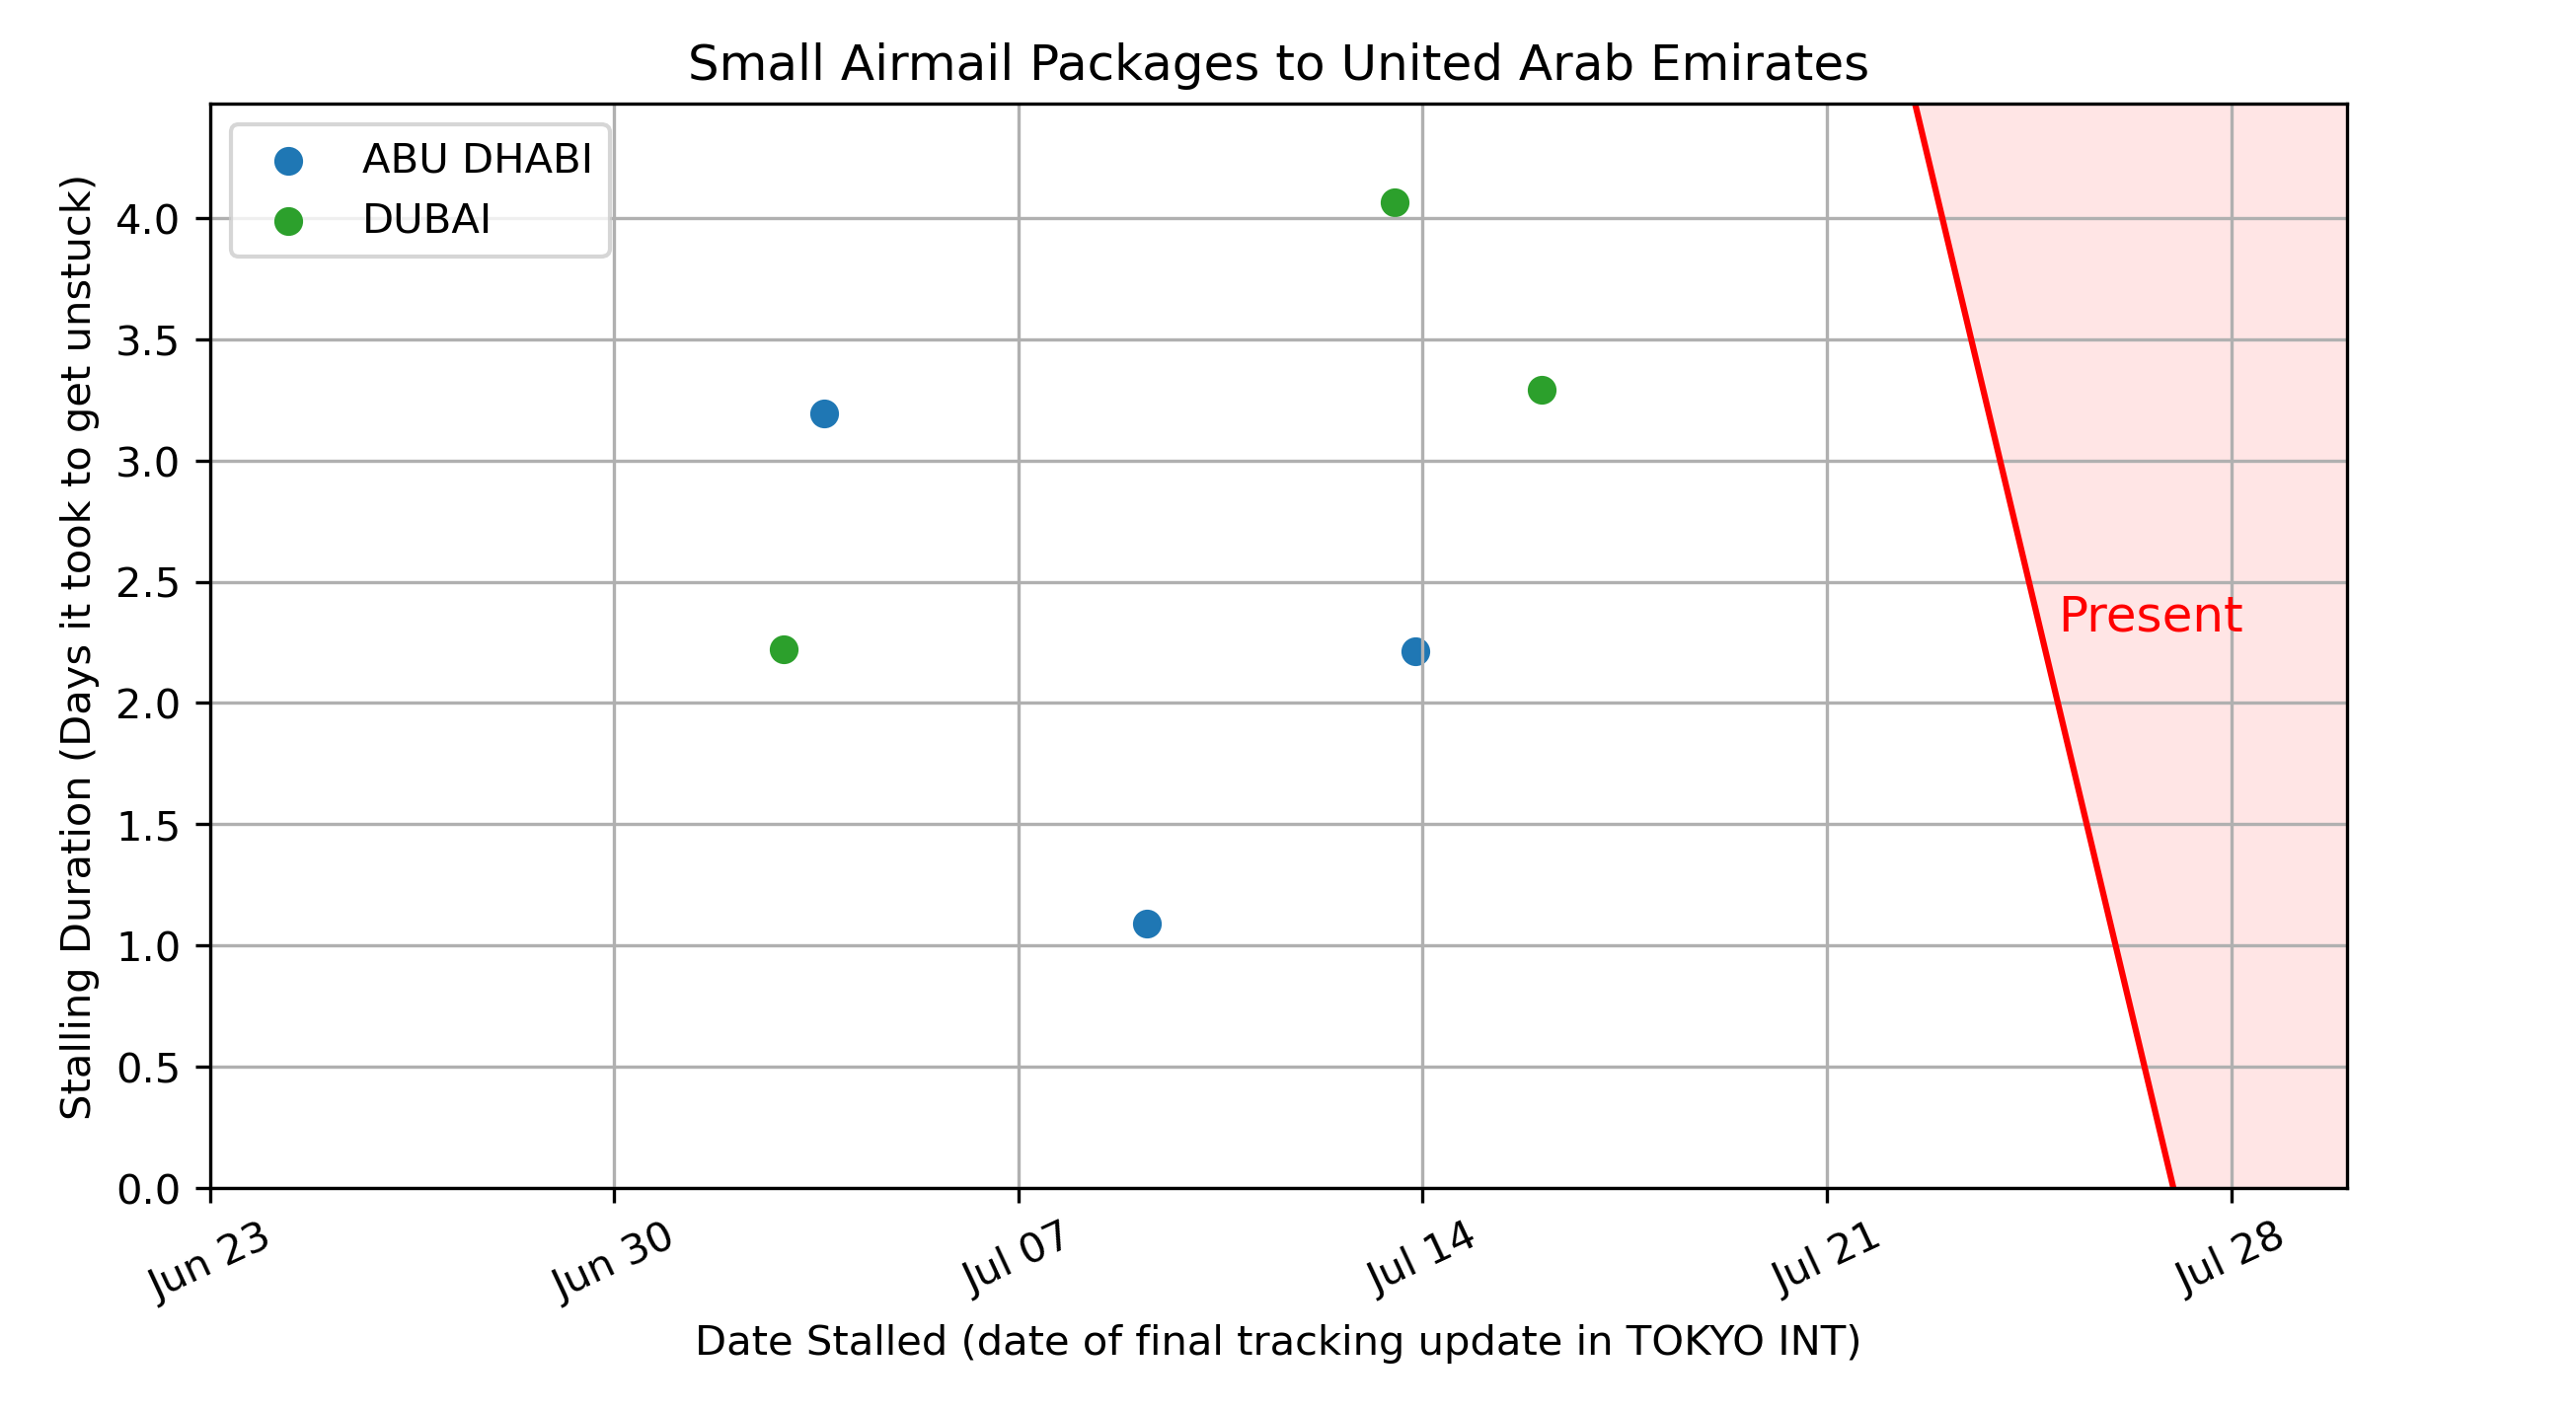 Small Airmail Packages to United Arab Emirates
ABU DHABI
DUBAI
Stalling Duration (Days it took to get unstuck)
4.0
3.5
3.0
2.5
2.0
1.5
1.0
0.5
0.0
Present
Jun 23
Jun 30
Jul 07
Jul 14
Jul 21
Jul 28
Date Stalled (date of final tracking update in TOKYO INT)